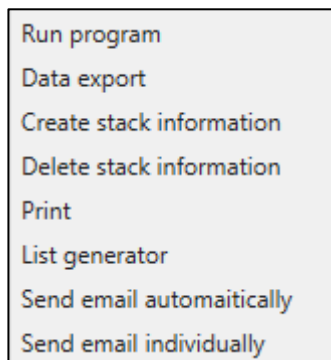 Run program
Data export
Create stack information
Delete stack information
Print
List generator
Send email automaitically
Send email individually